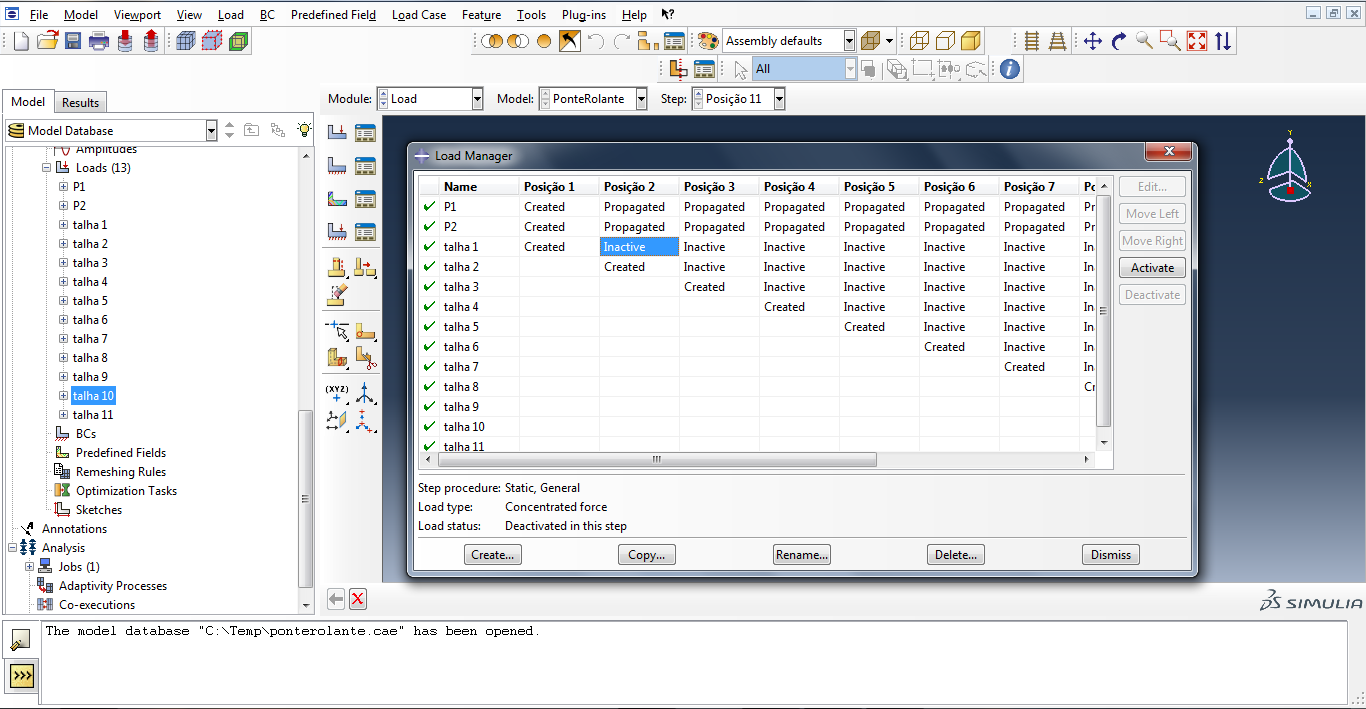 File Model Viewport View Load BC Predefined Field Load Case Feature Tools Plug-ins Help
Assembly defaults
All
Model Results
Module: Load Model: PonteRolante Step: Posição 11
Model Database
Amplitudes
Loads (13)
P1
P2
talha 1
talha 2
talha 3
talha 4
talha 5
talha 6
talha 7
talha 8
talha 9
talha 10
talha 11
BCs
Predefined Fields
Remeshing Rules
Optimization Tasks
Sketches
Annotations
Analysis
Jobs (1)
Adaptivity Processes
Co-executions
(XYZ)
Load Manager
Name Posição 1 Posição 2 Posição 3 Posição 4 Posição 5 Posição 6 Posição 7 Po
P1 Created Propagated Propagated Propagated Propagated Propagated Propagated Pr
P2 Created Propagated Propagated Propagated Propagated Propagated Propagated Pr
talha 1 Created Inactive Inactive Inactive Inactive Inactive Inactive In
talha 2 Created Inactive Inactive Inactive Inactive Inactive In
talha 3 Created Inactive Inactive Inactive Inactive In
talha 4 Created Inactive Inactive Inactive In
talha 5 Created Inactive Inactive In
talha 6 Created Inactive In
talha 7 Created In
talha 8 Cr
talha 9
talha 10
talha 11
Edit...
Move Left
Move Right
Activate
Deactivate
Step procedure: Static, General
Load type: Concentrated force
Load status: Deactivated in this step
Create... Copy... Rename... Delete... Dismiss
Y
Z
X
SIMULIA
The model database "C:\Temp\ponterolante.cae" has been opened.
>>>